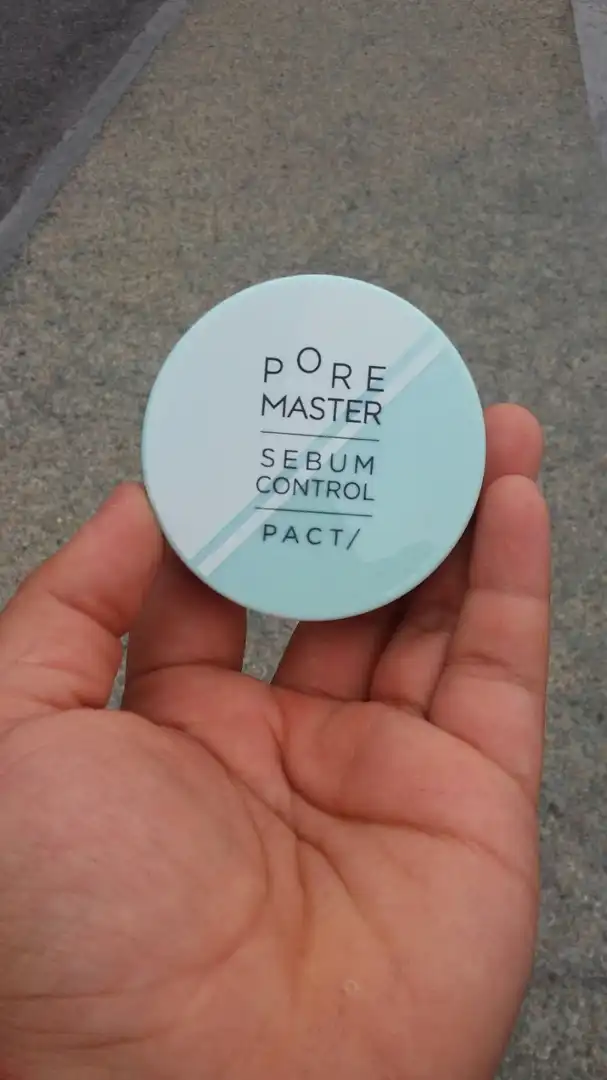 PORE
MASTER
SEBUM
CONTROL
PACT/